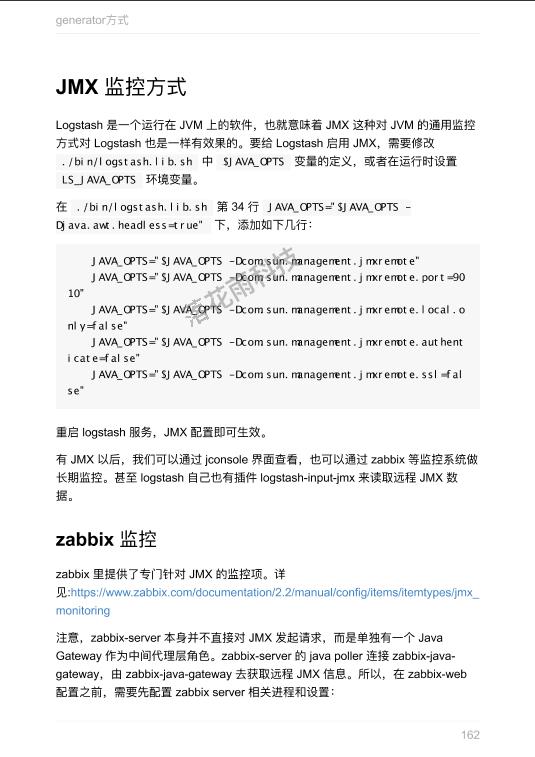 generator方式
JMX 监控方式
Logstash 是一个运行在 JVM 上的软件，也就意味着 JMX 这种对 JVM 的通用监控
方式对 Logstash 也是一样有效果的。要给 Logstash 启用 JMX，需要修改
./bin/logstash.lib.sh 中 $JAVA_OPTS 变量的定义，或者在运行时设置
LS_JAVA_OPTS 环境变量。
在 ./bin/logstash.lib.sh 第 34 行 JAVA_OPTS="$JAVA_OPTS -
Djava.awt.headless=true" 下，添加如下几行：
JAVA_OPTS="$JAVA_OPTS -Dcom.sun.management.jmxremote"
JAVA_OPTS="$JAVA_OPTS -Dcom.sun.management.jmxremote.port=90
10"
JAVA_OPTS="$JAVA_OPTS -Dcom.sun.management.jmxremote.local.o
nly=false"
JAVA_OPTS="$JAVA_OPTS -Dcom.sun.management.jmxremote.authent
icate=false"
JAVA_OPTS="$JAVA_OPTS -Dcom.sun.management.jmxremote.ssl=fal
se"
落花雨科技
重启 logstash 服务，JMX 配置即可生效。
有 JMX 以后，我们可以通过 jconsole 界面查看，也可以通过 zabbix 等监控系统做
长期监控。甚至 logstash 自己也有插件 logstash-input-jmx 来读取远程 JMX 数
据。
zabbix 监控
zabbix 里提供了专门针对 JMX 的监控项。详
见:https://www.zabbix.com/documentation/2.2/manual/config/items/itemtypes/jmx_
monitoring
注意，zabbix-server 本身并不直接对 JMX 发起请求，而是单独有一个 Java
Gateway 作为中间代理层角色。zabbix-server 的 java poller 连接 zabbix-java-
gateway，由 zabbix-java-gateway 去获取远程 JMX 信息。所以，在 zabbix-web
配置之前，需要先配置 zabbix server 相关进程和设置：
162